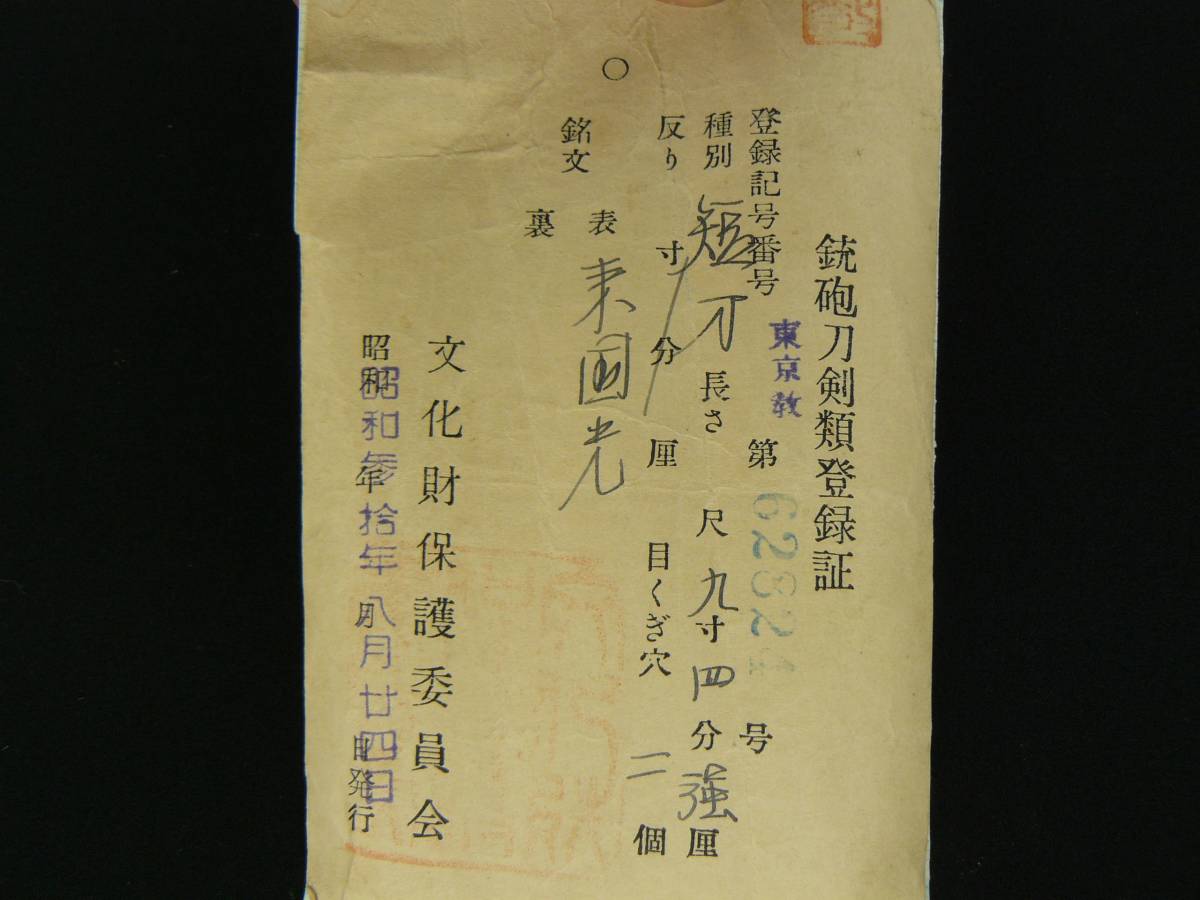 銃砲刀剣類登録証
登録記号番号 東京教 第 62824 号
種別 短刀 長さ 尺 九寸 四分 強厘
反り 寸 分 厘 目くぎ穴 二個
銘文 表 来国光
裏
文化財保護委員会
昭和 昭和参拾年八月廿四日 発行